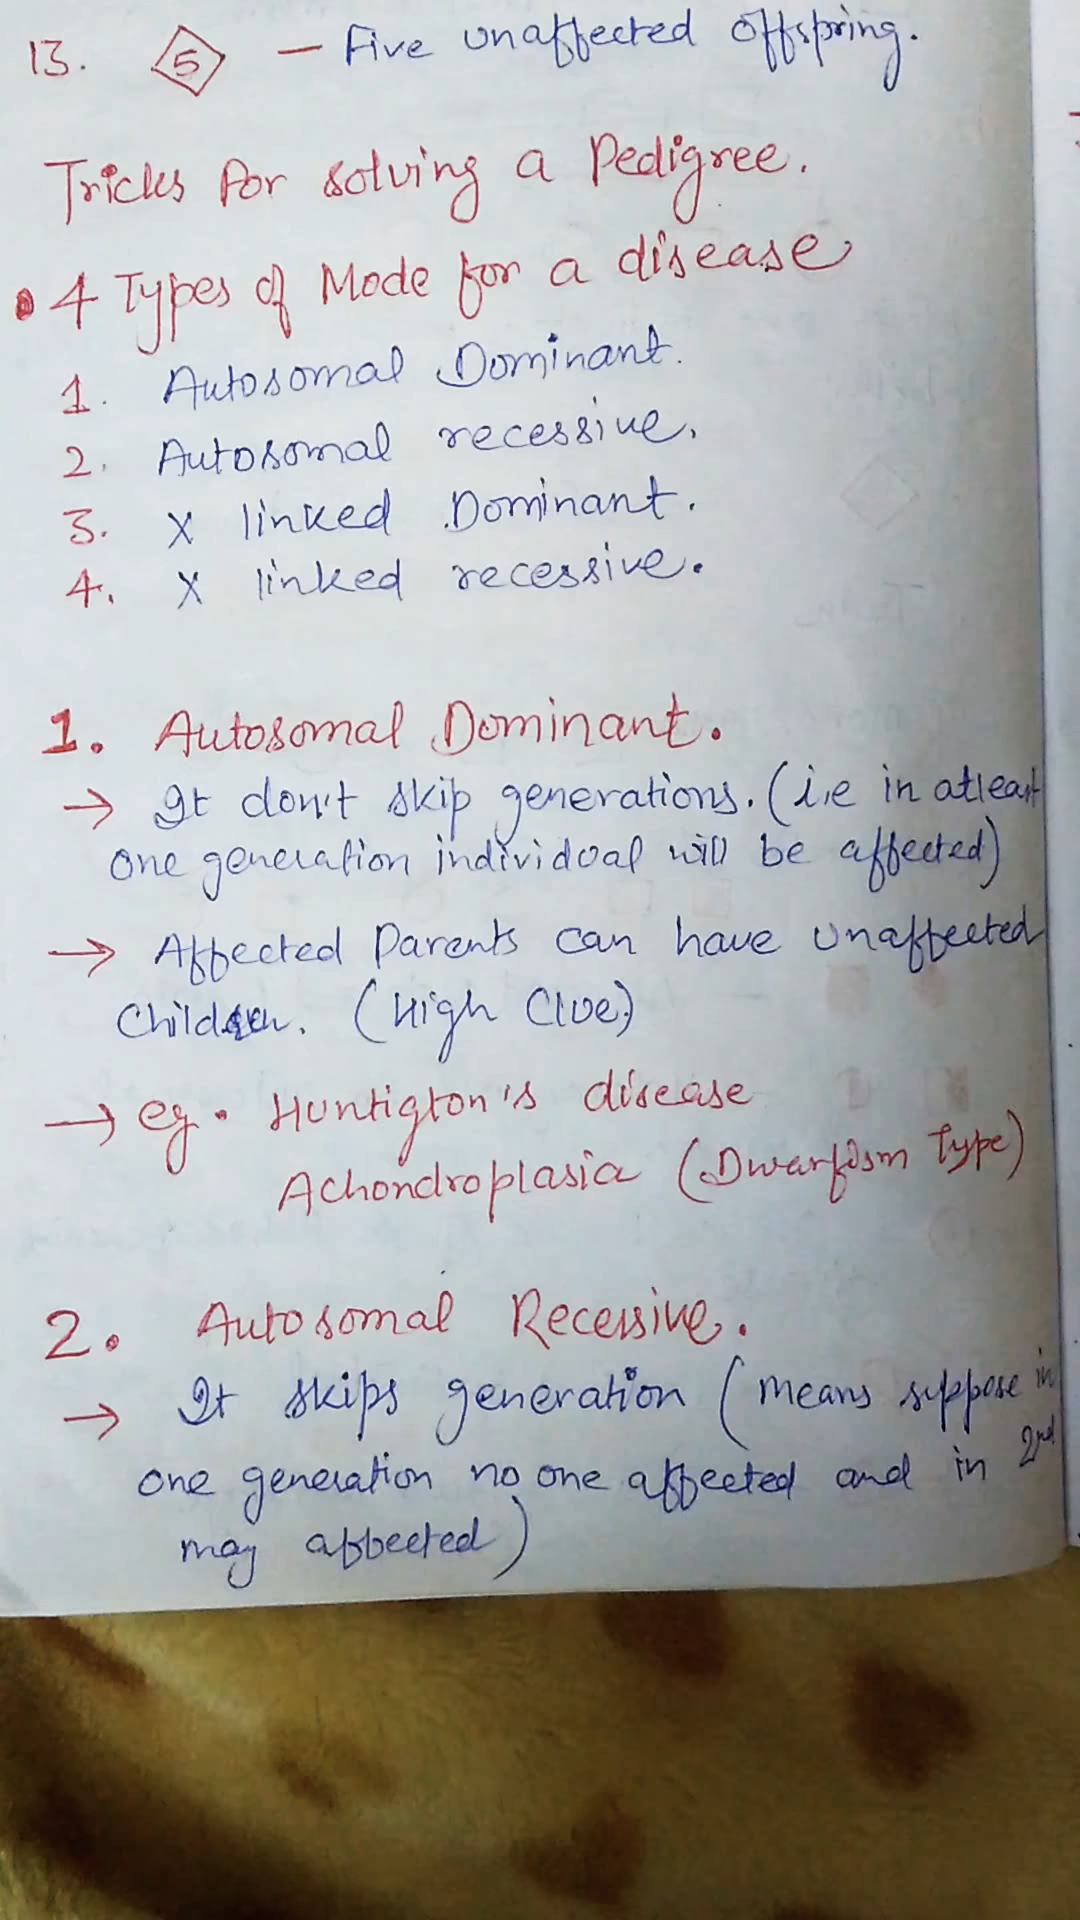 13. 5 — Five unaffected offspring.
Tricks for solving a Pedigree.
• 4 Types of Mode for a disease
1. Autosomal Dominant.
2. Autosomal recessive.
3. X linked Dominant.
4. X linked recessive.
1. Autosomal Dominant.
→ It don't skip generations. (i.e in atleast
one generation individual will be affected)
→ Affected Parents can have unaffected
Children. (High Clue)
→ eg. Huntigton's disease
Achondroplasia (Dwarfism Type)
2. Autosomal Recessive.
→ It skips generation (means suppose in
one generation no one affected and in 2nd
may affected)